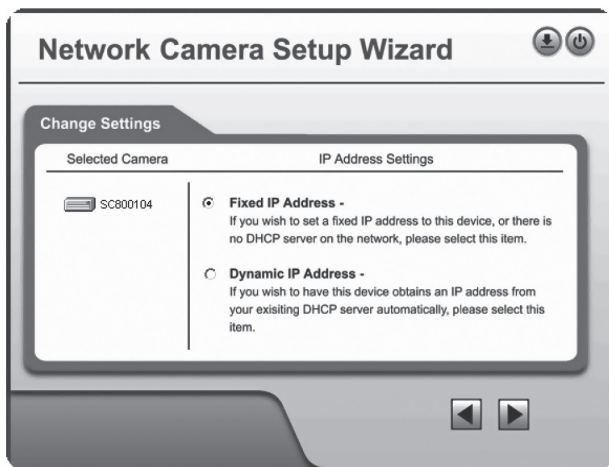 Network Camera Setup Wizard
Change Settings
Selected Camera
IP Address Settings
SC800104
Fixed IP Address -
If you wish to set a fixed IP address to this device, or there is
no DHCP server on the network, please select this item.
Dynamic IP Address -
If you wish to have this device obtains an IP address from
your exisiting DHCP server automatically, please select this
item.